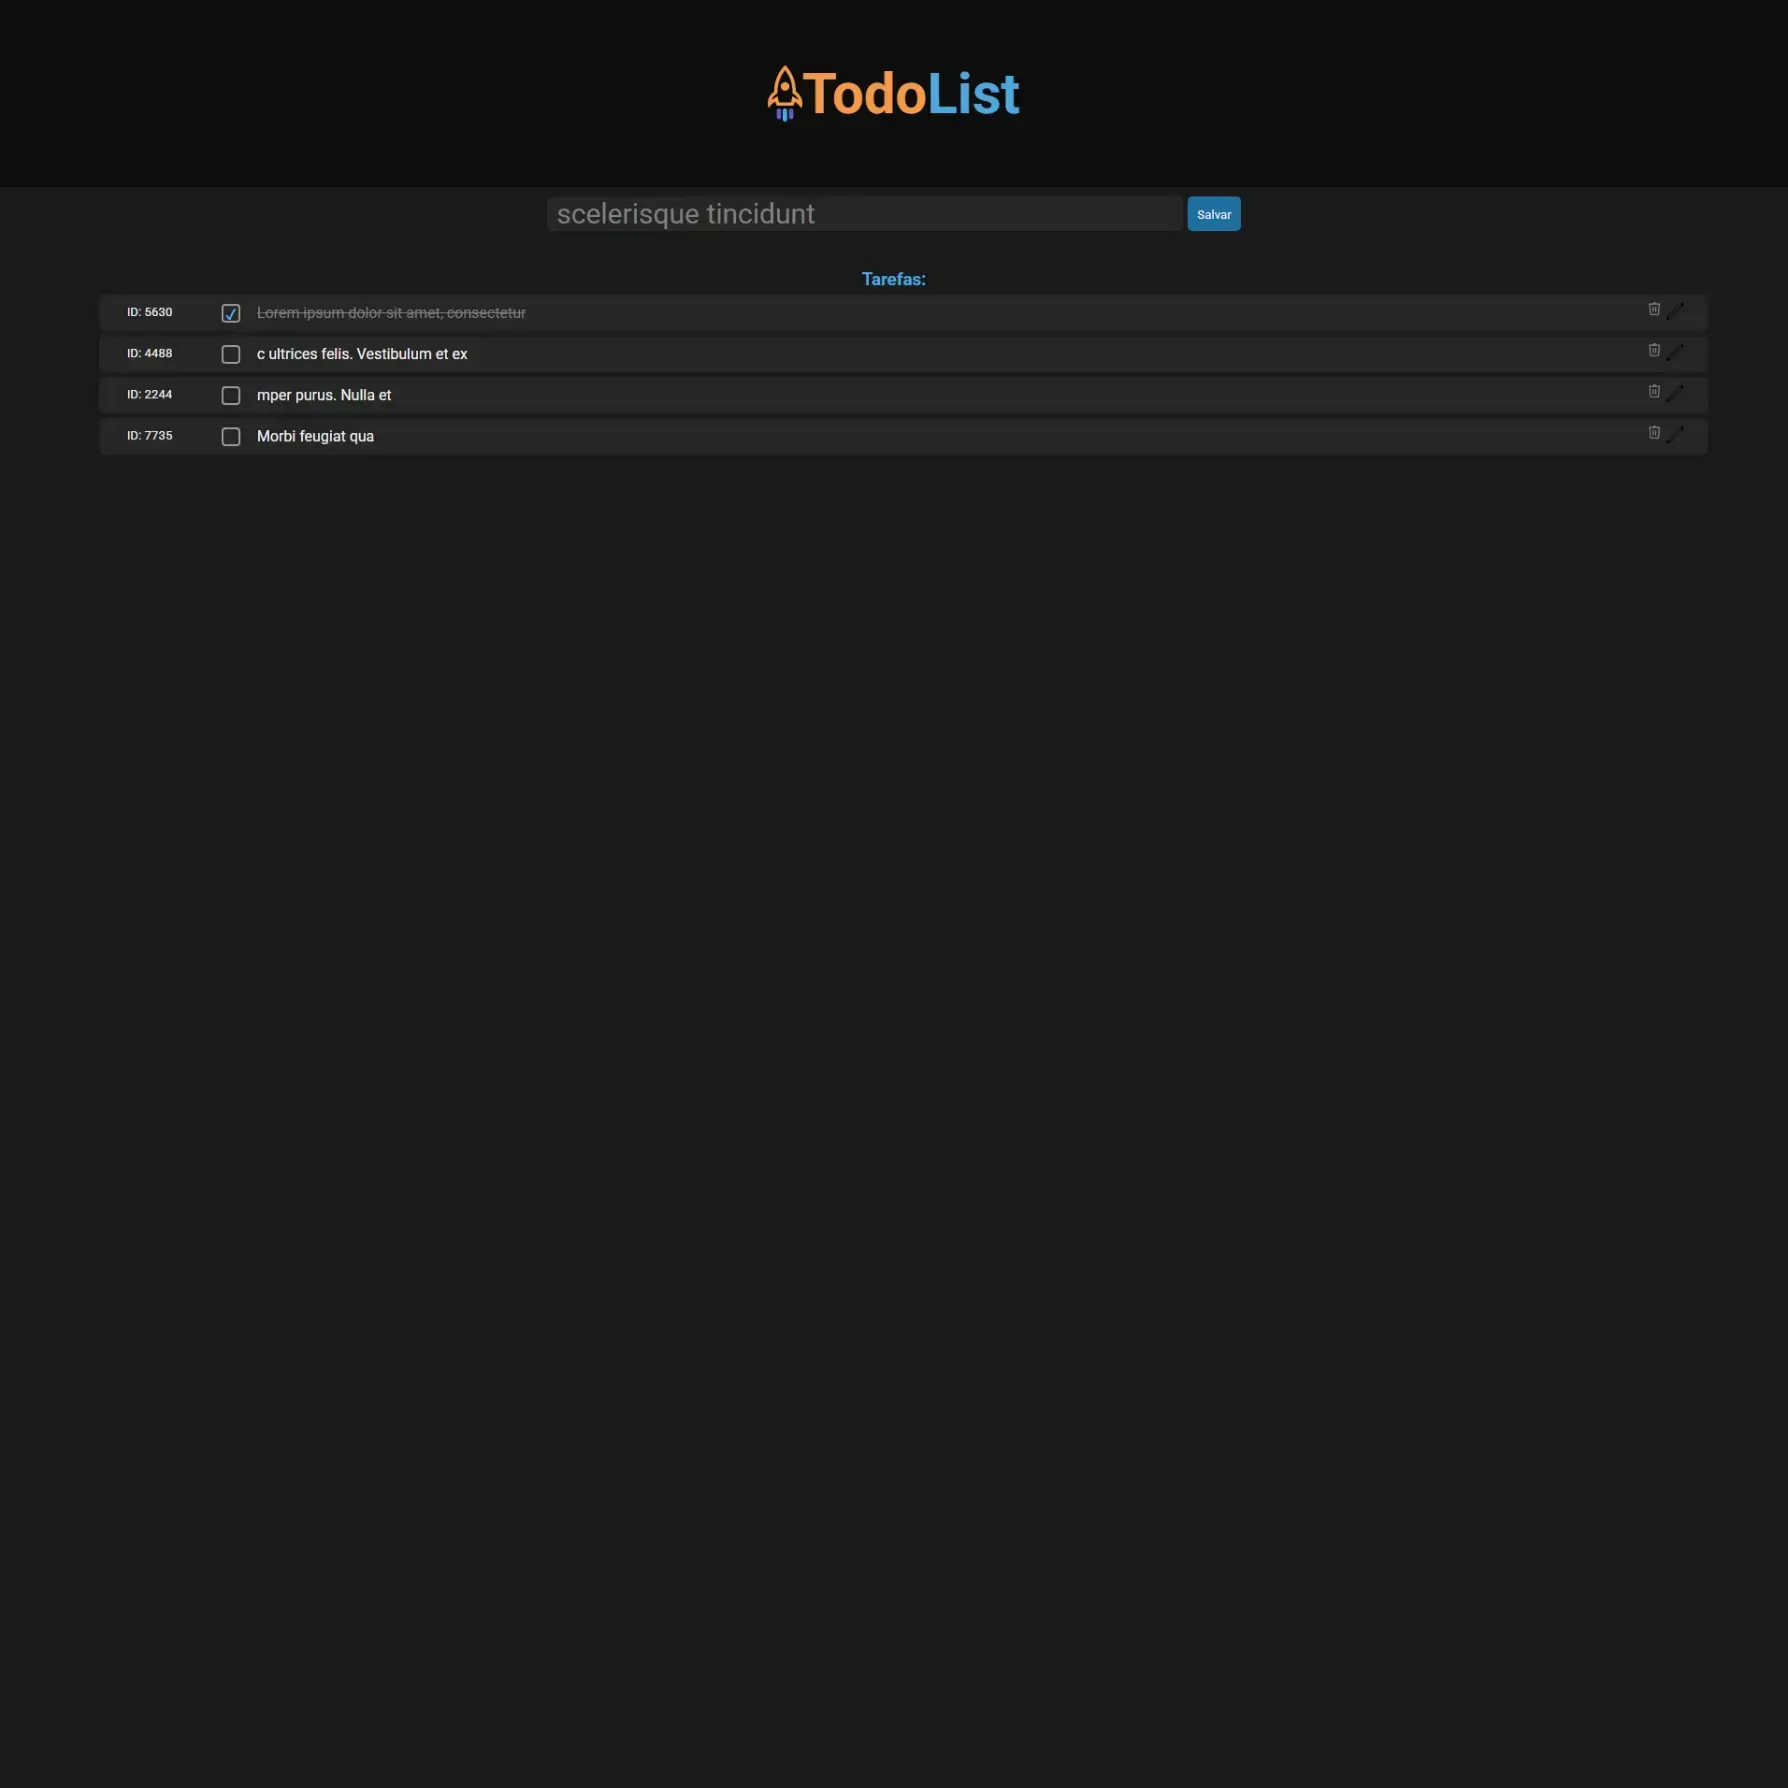 TodoList
scelerisque tincidunt
Salvar
Tarefas:
ID: 5630 Lorem ipsum dolor sit amet, consectetur
ID: 4488 c ultrices felis. Vestibulum et ex
ID: 2244 mper purus. Nulla et
ID: 7735 Morbi feugiat qua